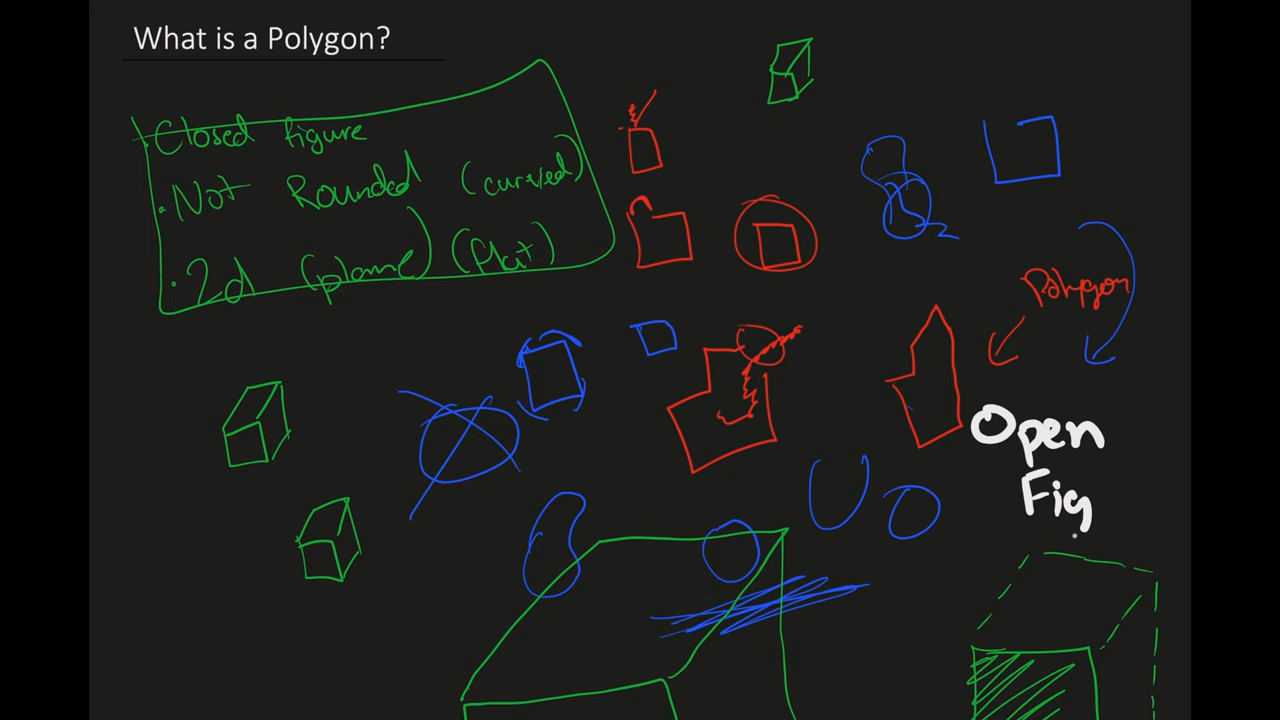 What is a Polygon?
Closed figure
· Not Rounded (curved)
· 2d (plane) (flat)
Polygon
Open
Fig